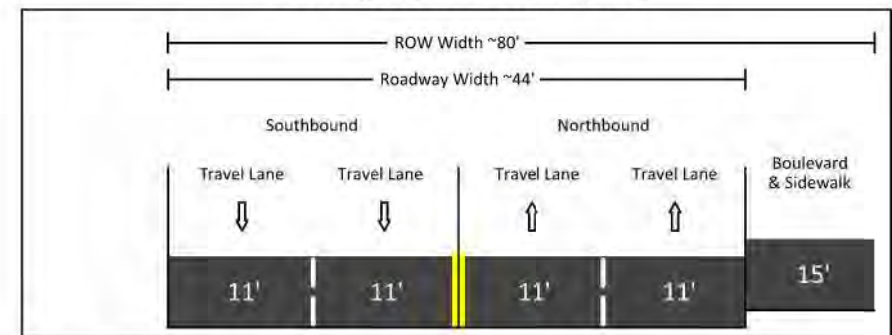 ROW Width ~80'
Roadway Width ~44'
Southbound Northbound
Travel Lane Travel Lane Travel Lane Travel Lane
Boulevard
& Sidewalk
11' 11' 11' 11' 15'